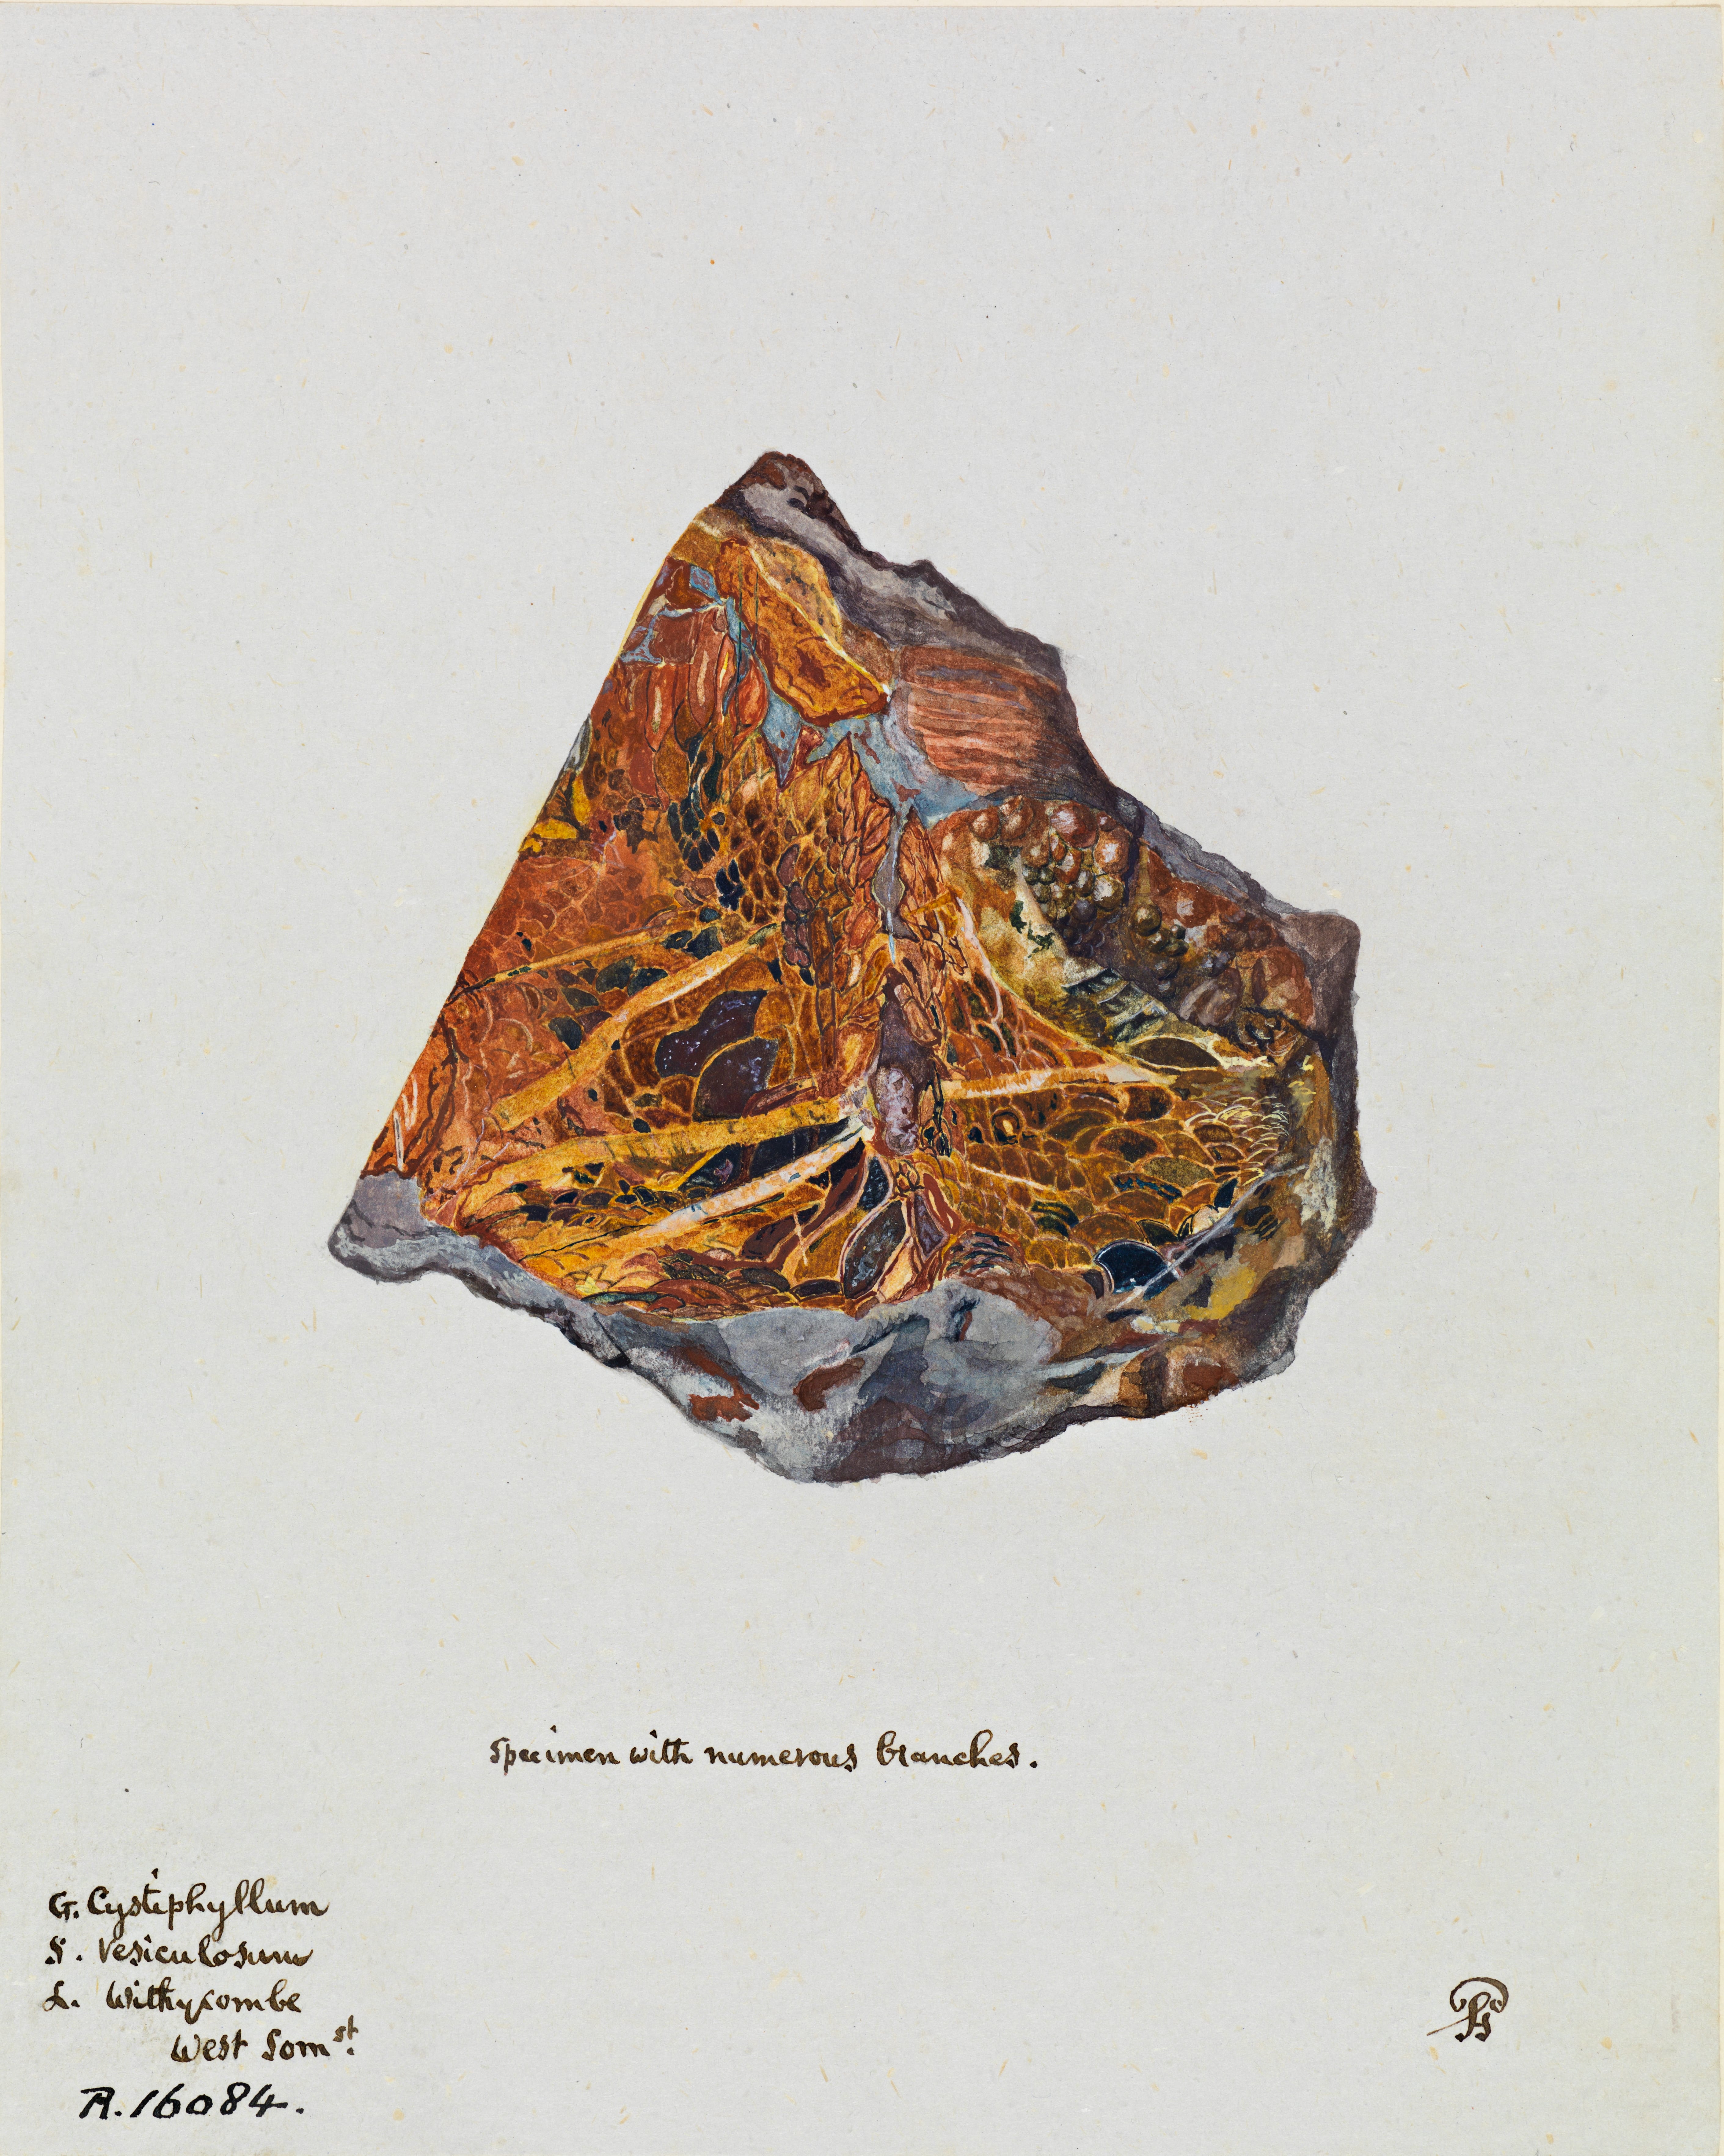 specimen with numerous branches.
G. Cystiphyllum
S. Vesiculosum
L. Withycombe
West Somst.
R.16084.